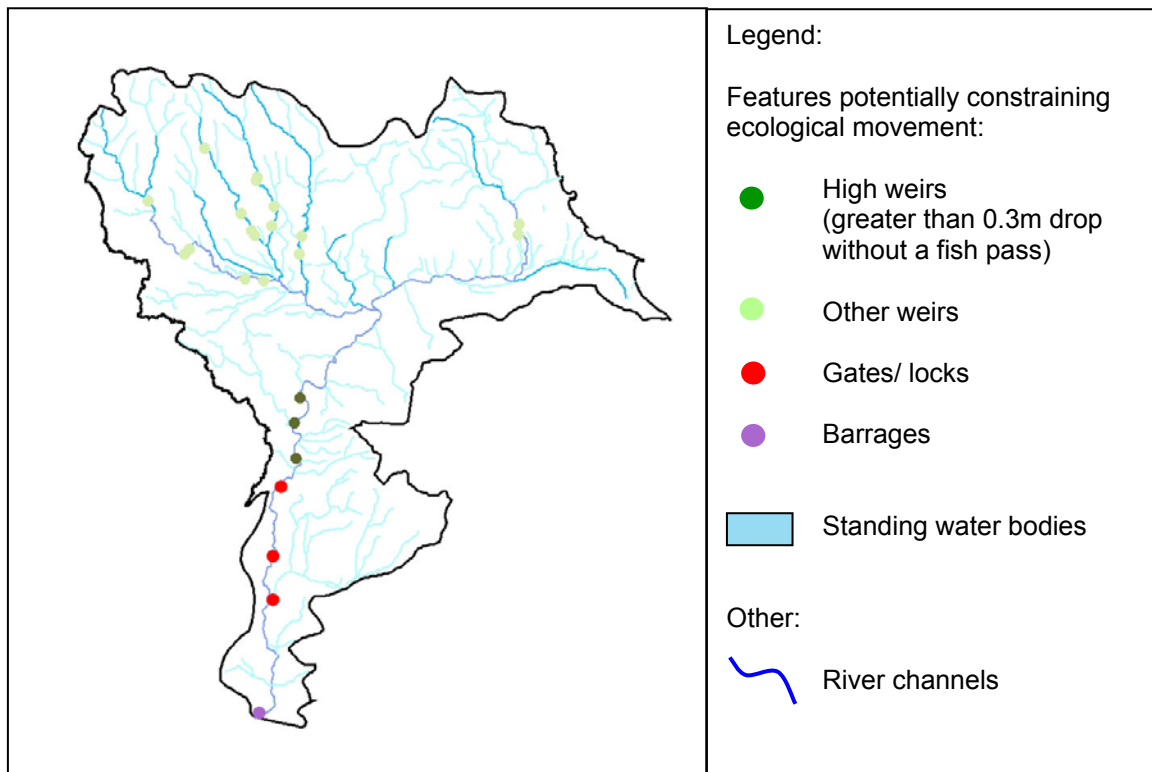 Legend:
Features potentially constraining
ecological movement:
High weirs
(greater than 0.3m drop
without a fish pass)
Other weirs
Gates/ locks
Barrages
Standing water bodies
Other:
River channels